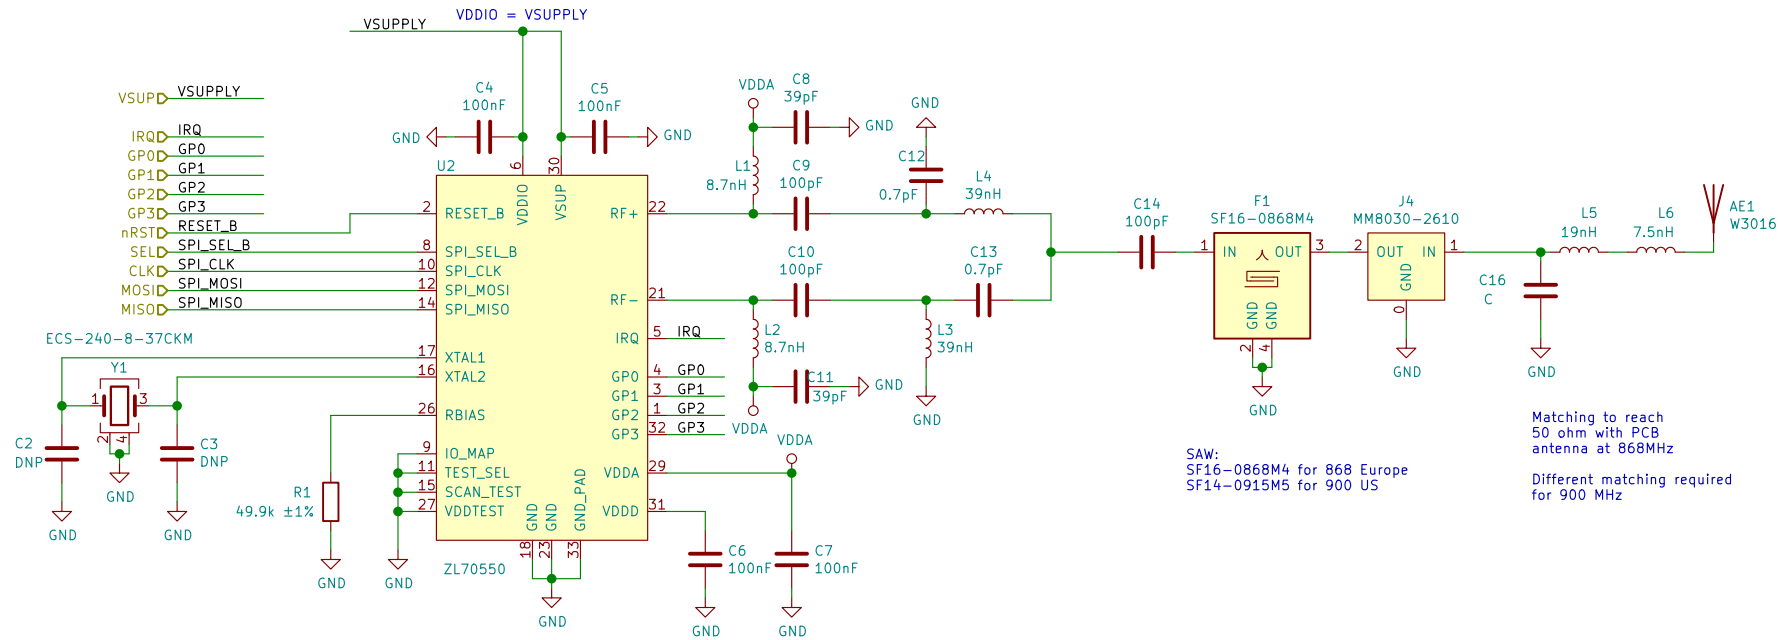 VDDIO = VSUPPLY
VSUPPLY
VSUP VSUPPLY
IRQ IRQ
GP0 GP0
GP1 GP1
GP2 GP2
GP3 GP3
nRST RESET_B
SEL SPI_SEL_B
CLK SPI_CLK
MOSI SPI_MOSI
MISO SPI_MISO
C4
100nF
GND
C5
100nF
GND
U2
6
30
VDDIO
VSUP
2 RESET_B
8 SPI_SEL_B
10 SPI_CLK
12 SPI_MOSI
14 SPI_MISO
17 XTAL1
16 XTAL2
26 RBIAS
9 IO_MAP
11 TEST_SEL
15 SCAN_TEST
27 VDDTEST
RF+ 22
RF- 21
IRQ 5 IRQ
GP0 4 GP0
GP1 3 GP1
GP2 1 GP2
GP3 32 GP3
VDDA 29
VDDD 31
GND
GND
GND_PAD
18
23
33
GND
ZL70550
ECS-240-8-37CKM
Y1
1
3
2
4
GND
C2
DNP
GND
C3
DNP
GND
R1
49.9k ±1%
GND
GND
VDDA
C8
39pF
GND
L1
8.7nH
C9
100pF
GND
C12
0.7pF
L4
39nH
C10
100pF
C13
0.7pF
L2
8.7nH
L3
39nH
GND
C11
39pF
GND
VDDA
VDDA
C6
100nF
GND
C7
100nF
GND
C14
100pF
F1
SF16-0868M4
1 IN
OUT 3
GND
GND
2
4
GND
J4
MM8030-2610
2 OUT
IN 1
GND
0
GND
C16
C
GND
L5
19nH
L6
7.5nH
AE1
W3016
SAW:
SF16-0868M4 for 868 Europe
SF14-0915M5 for 900 US
Matching to reach
50 ohm with PCB
antenna at 868MHz
Different matching required
for 900 MHz